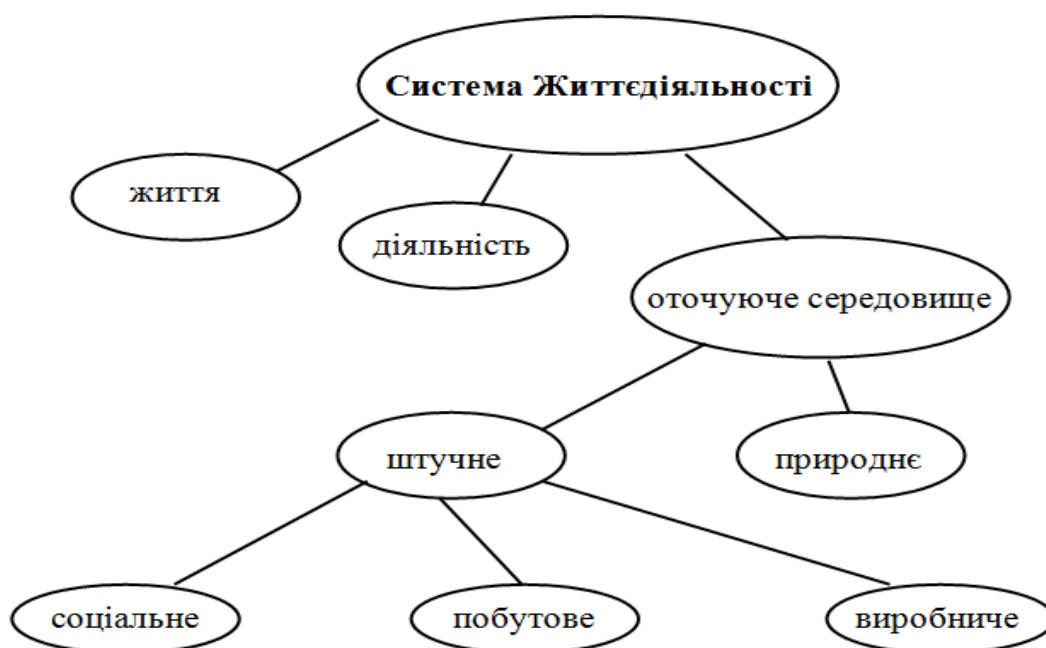 Система Життєдіяльності
життя
діяльність
оточуюче середовище
штучне
природнє
соціальне
побутове
виробниче